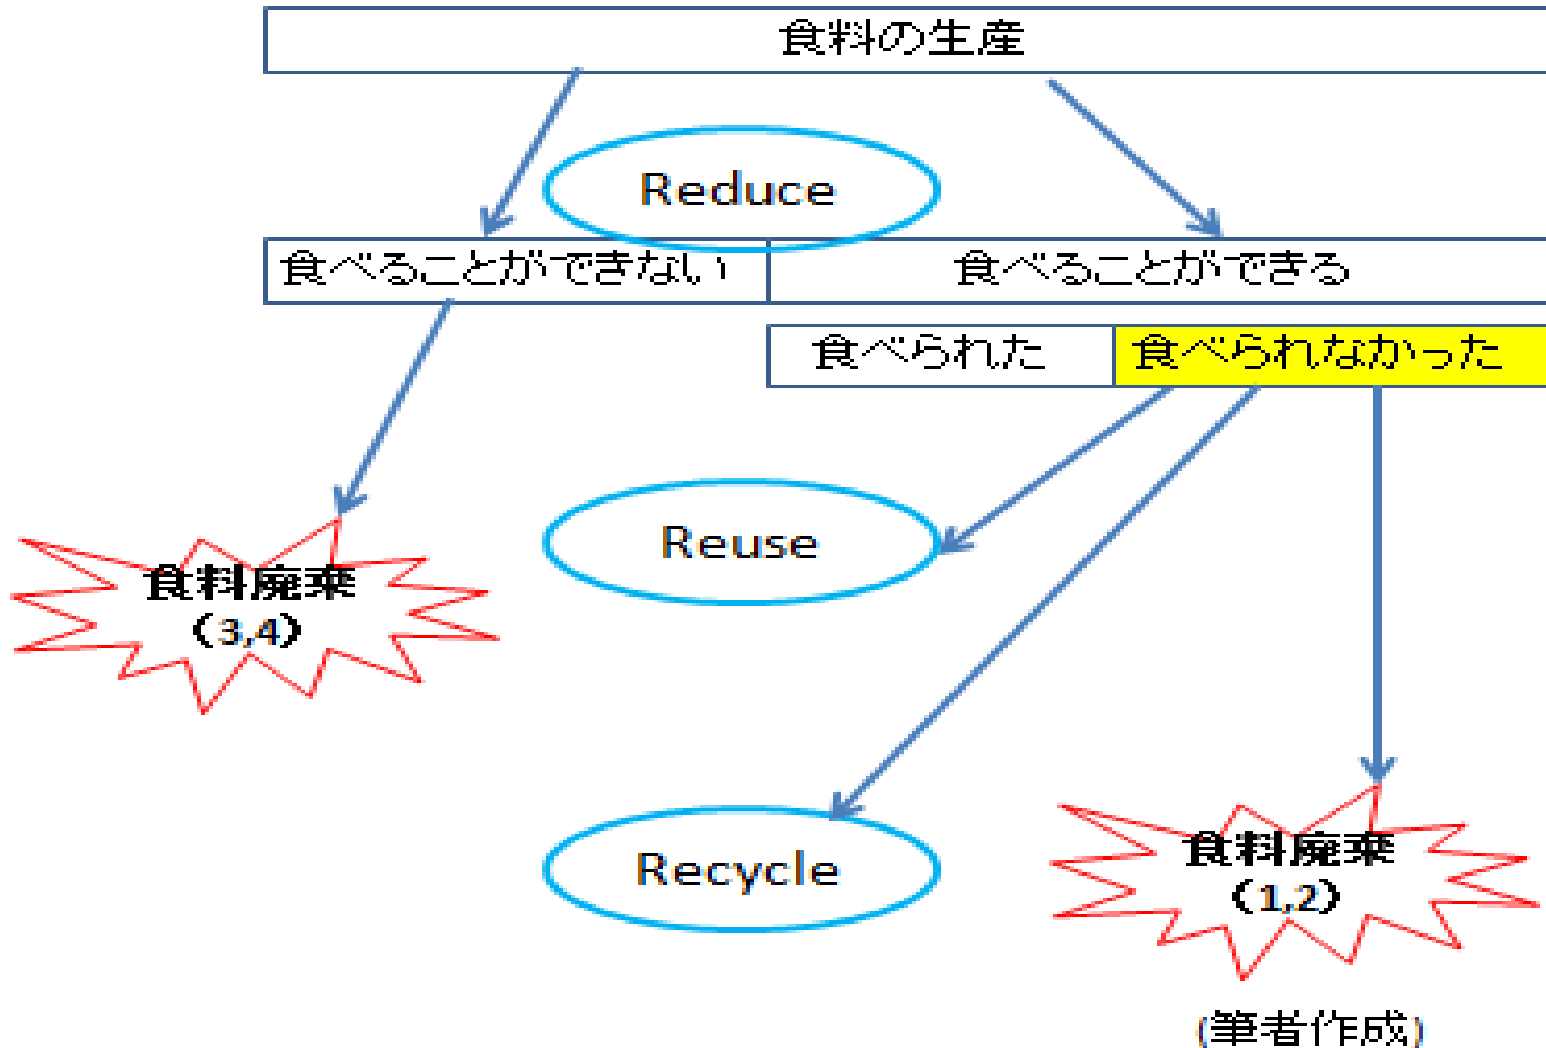 食料の生産
Reduce
食べることができない
食べることができる
食べられた
食べられなかった
Reuse
食料廃棄
（3,4）
Recycle
食料廃棄
（1,2）
(筆者作成)